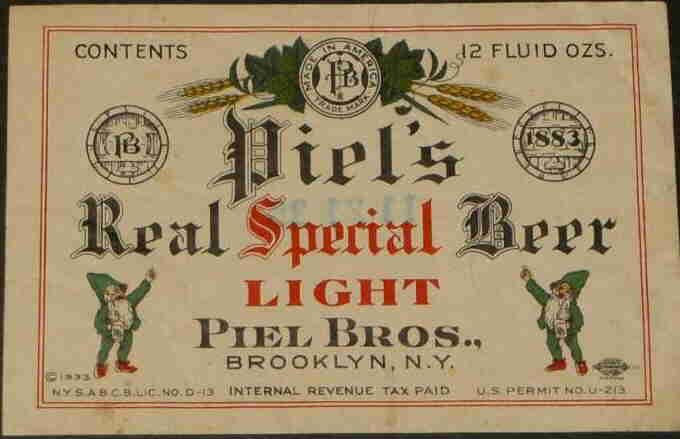 CONTENTS
12 FLUID OZS.
MADE IN AMERICA
PB
TRADE MARK
PB
1883
Piel's
Real Special Beer
LIGHT
PIEL BROS.,
BROOKLYN, N.Y.
©1933
N.Y.S.A.B.C.B. LIC. NO. D-13 INTERNAL REVENUE TAX PAID U.S. PERMIT NO. U-213